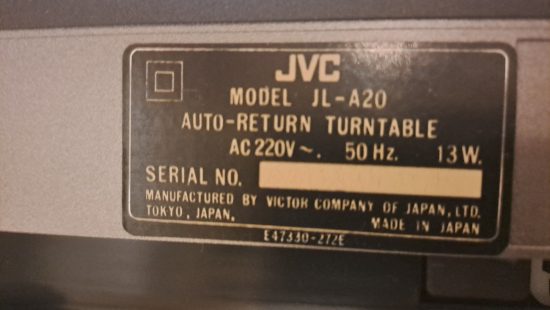 JVC
MODEL JL-A20
AUTO-RETURN TURNTABLE
AC 220V ~. 50 Hz. 13 W.
SERIAL NO.
MANUFACTURED BY VICTOR COMPANY OF JAPAN, LTD.
TOKYO, JAPAN. MADE IN JAPAN
E47330-272E